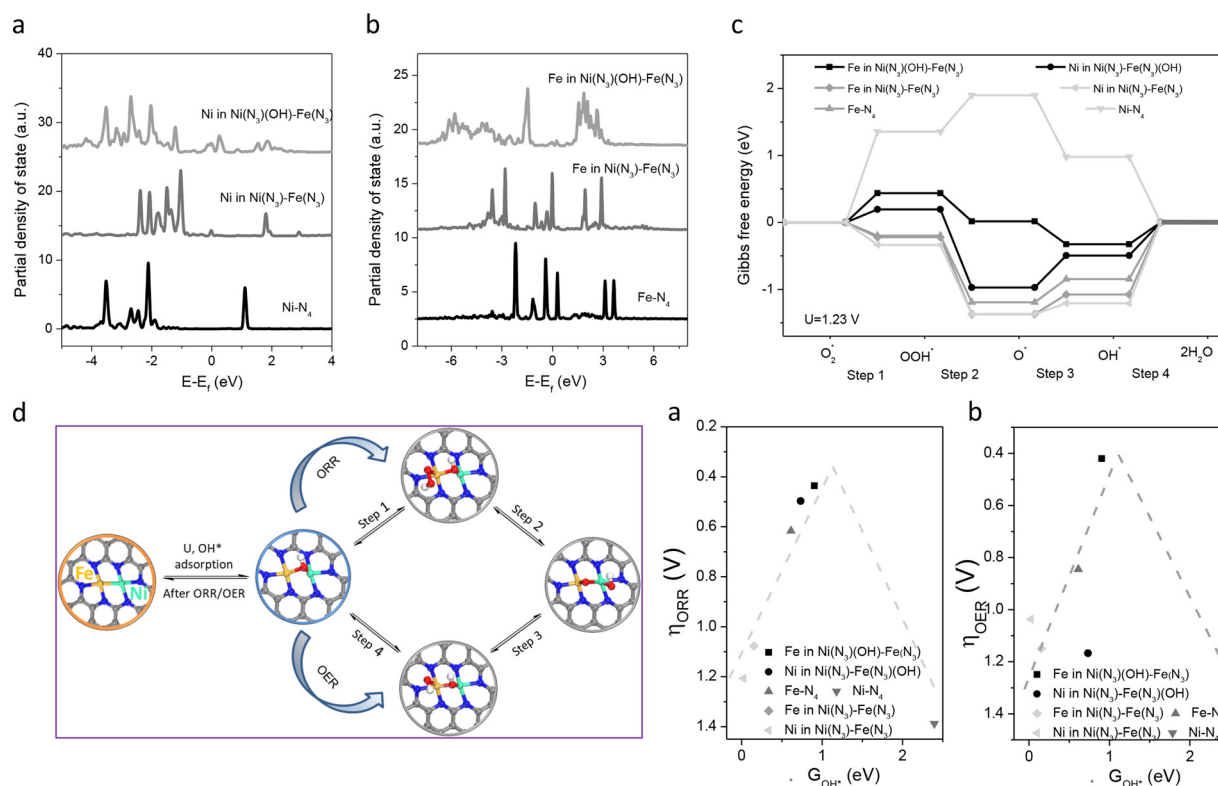 a
Partial density of state (a.u.)
40
30
20
10
0
Ni in Ni(N₃)(OH)-Fe(N₃)
Ni in Ni(N₃)-Fe(N₃)
Ni-N₄
-4 -2 0 2 4
E-E_f (eV)
b
Partial density of state (a.u.)
25
20
15
10
5
0
Fe in Ni(N₃)(OH)-Fe(N₃)
Fe in Ni(N₃)-Fe(N₃)
Fe-N₄
-6 -3 0 3 6
E-E_f (eV)
c
Gibbs free energy (eV)
2
1
0
-1
Fe in Ni(N₃)(OH)-Fe(N₃) Ni in Ni(N₃)-Fe(N₃)(OH)
Fe in Ni(N₃)-Fe(N₃) Ni in Ni(N₃)-Fe(N₃)
Fe-N₄ Ni-N₄
U=1.23 V
O₂* OOH* O* OH* 2H₂O
Step 1 Step 2 Step 3 Step 4
d
ORR
Step 1
Step 2
U, OH*
adsorption
After ORR/OER
Fe
Ni
Step 4
Step 3
OER
a
η_ORR (V)
0.2
0.4
0.6
0.8
1.0
1.2
1.4
Fe in Ni(N₃)(OH)-Fe(N₃)
Ni in Ni(N₃)-Fe(N₃)(OH)
Fe-N₄ Ni-N₄
Fe in Ni(N₃)-Fe(N₃)
Ni in Ni(N₃)-Fe(N₃)
0 1 2
G_OH* (eV)
b
η_OER (V)
0.4
0.8
1.0
1.2
1.4
Fe in Ni(N₃)(OH)-Fe(N₃)
Ni in Ni(N₃)-Fe(N₃)(OH)
Fe in Ni(N₃)-Fe(N₃) Fe-N
Ni in Ni(N₃)-Fe(N₃) Ni-N₄
0 1 2
G_OH* (eV)